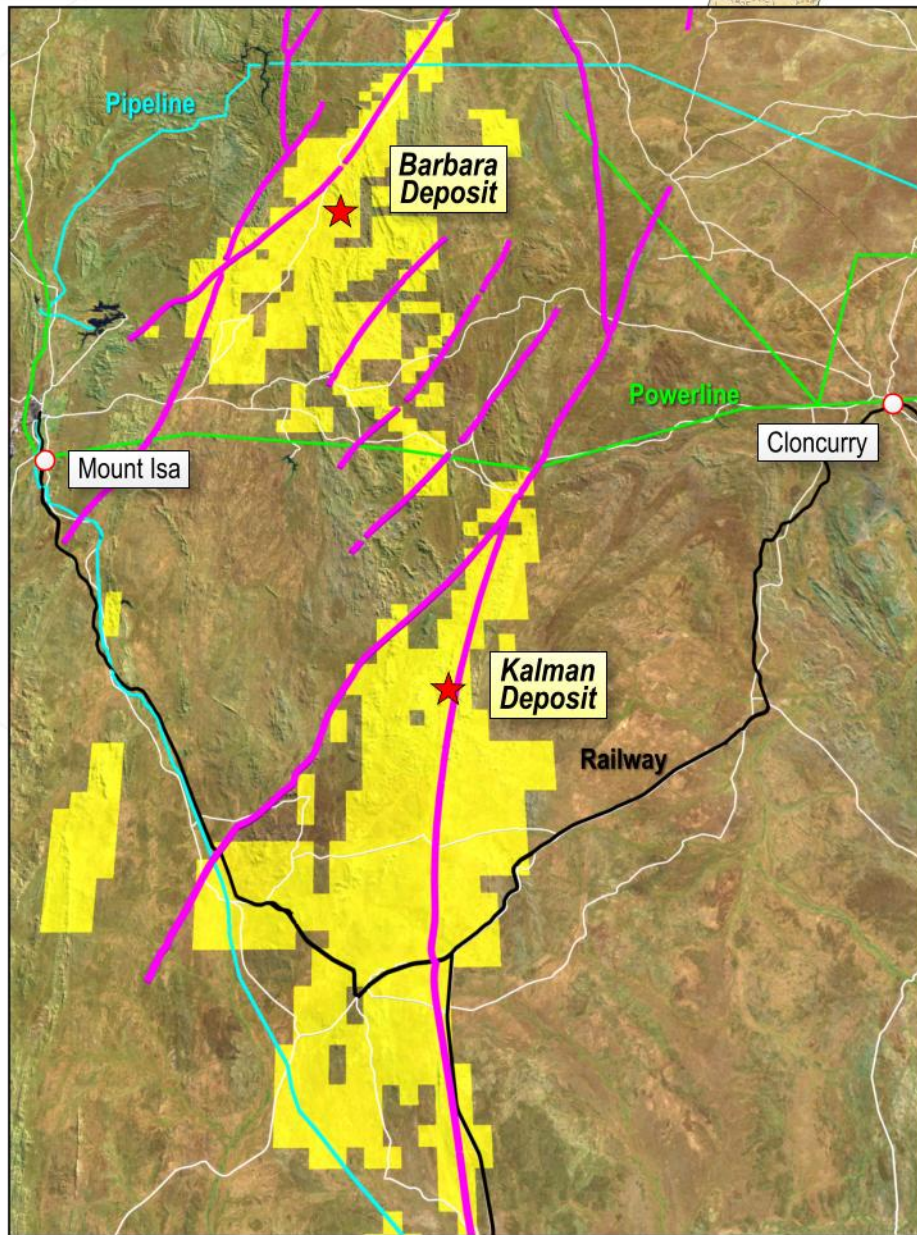 Pipeline
Barbara
Deposit
Powerline
Cloncurry
Mount Isa
Kalman
Deposit
Railway